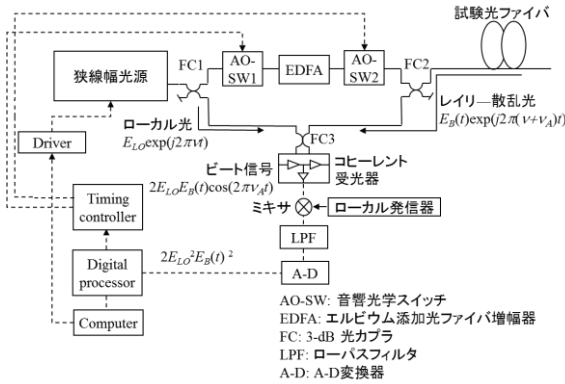 試験光ファイバ
FC1
AO-
SW1
EDFA
AO-
SW2
FC2
狭線幅光源
ローカル光
E_LO exp(j2πνt)
レイリ―散乱光
E_B(t)exp(j2π(ν+ν_A)t)
FC3
Driver
ビート信号
2E_LO E_B(t)cos(2πν_A t)
コヒーレント
受光器
ミキサ
ローカル発信器
Timing
controller
LPF
Digital
processor
2E_LO² E_B(t) ²
A-D
Computer
AO-SW: 音響光学スイッチ
EDFA: エルビウム添加光ファイバ増幅器
FC: 3-dB 光カプラ
LPF: ローパスフィルタ
A-D: A-D変換器